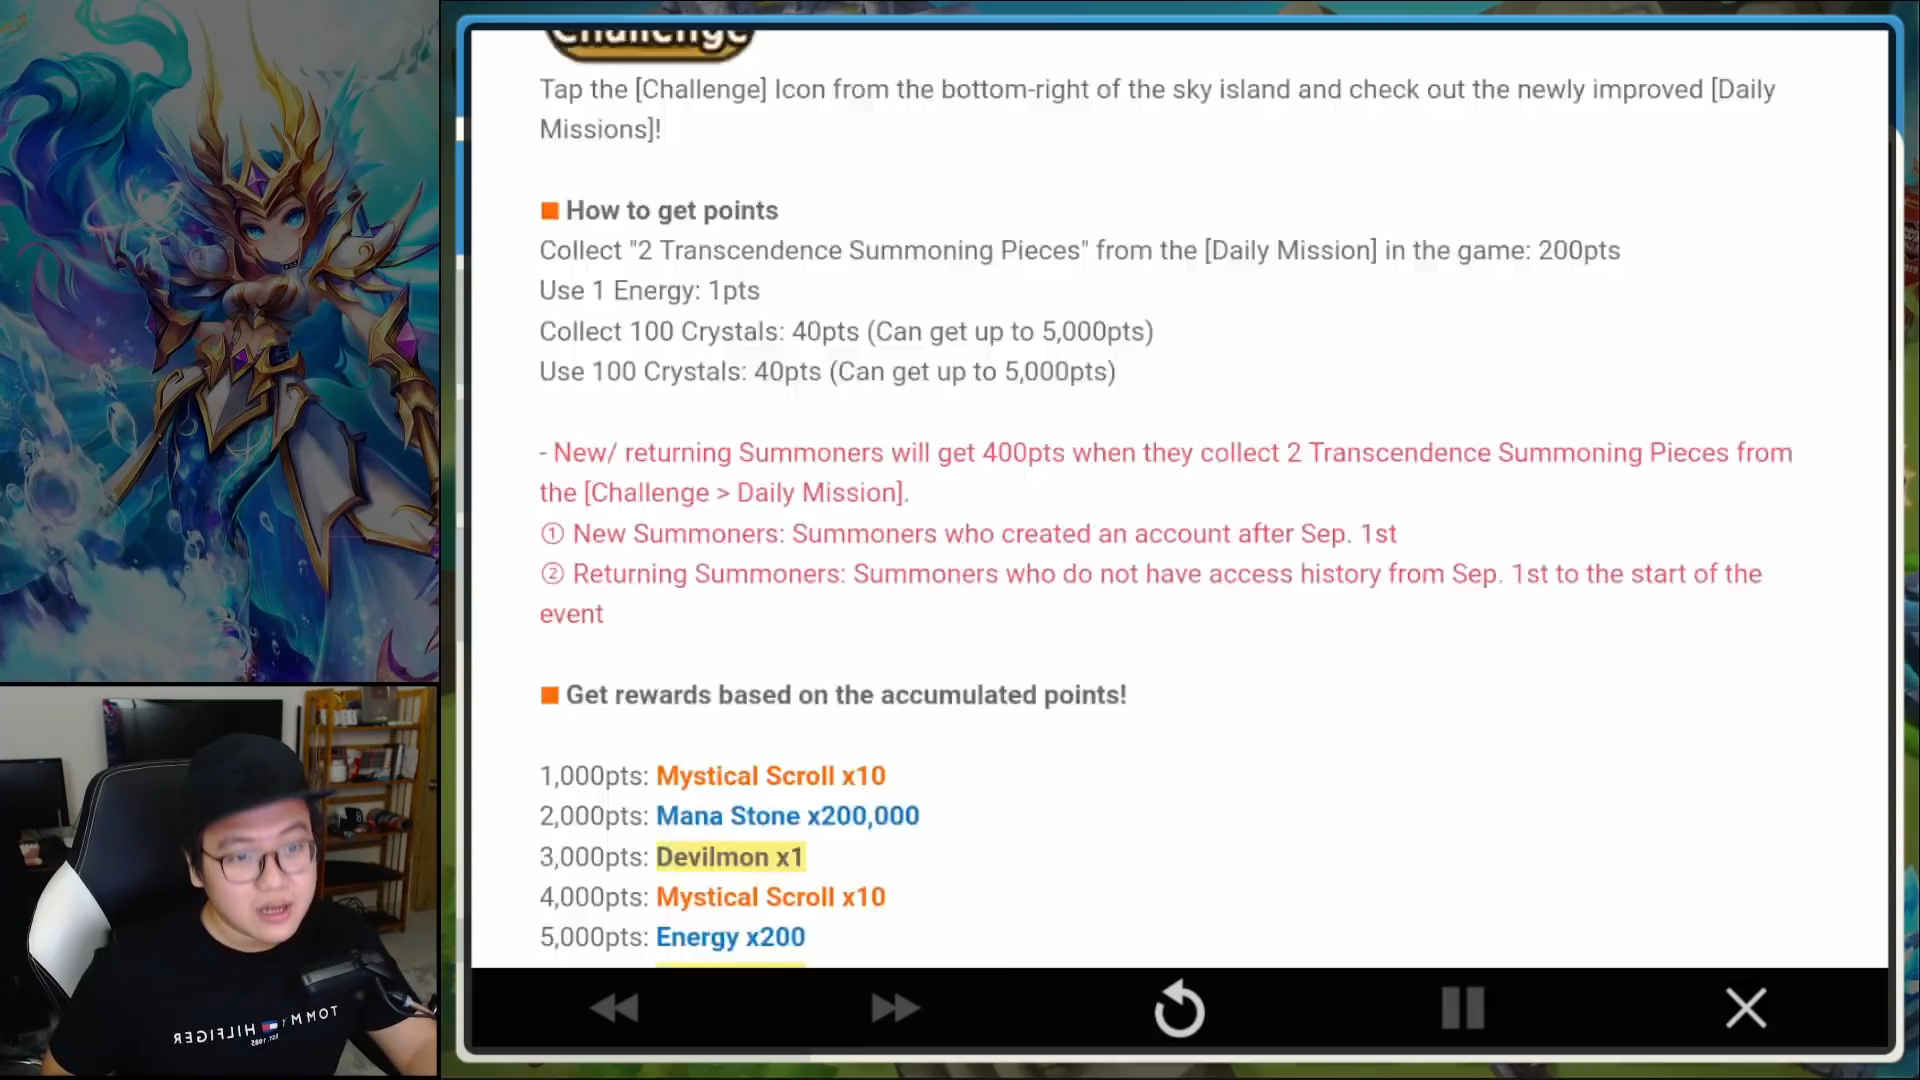 Challenge
Tap the [Challenge] Icon from the bottom-right of the sky island and check out the newly improved [Daily
Missions]!
How to get points
Collect "2 Transcendence Summoning Pieces" from the [Daily Mission] in the game: 200pts
Use 1 Energy: 1pts
Collect 100 Crystals: 40pts (Can get up to 5,000pts)
Use 100 Crystals: 40pts (Can get up to 5,000pts)
- New/ returning Summoners will get 400pts when they collect 2 Transcendence Summoning Pieces from
the [Challenge > Daily Mission].
① New Summoners: Summoners who created an account after Sep. 1st
② Returning Summoners: Summoners who do not have access history from Sep. 1st to the start of the
event
Get rewards based on the accumulated points!
1,000pts: Mystical Scroll x10
2,000pts: Mana Stone x200,000
3,000pts: Devilmon x1
4,000pts: Mystical Scroll x10
5,000pts: Energy x200
TOMMY HILFIGER
EST. 1985